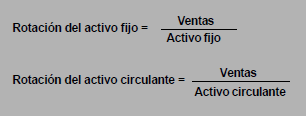 Rotación del activo fijo = Ventas
Activo fijo
Rotación del activo circulante = Ventas
Activo circulante